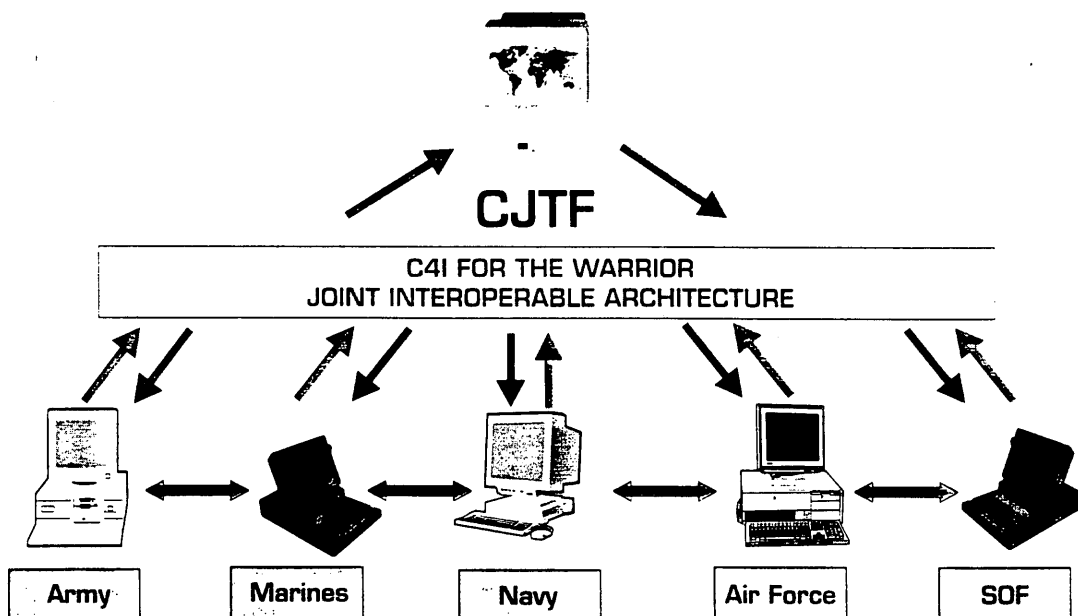 CJTF
C4I FOR THE WARRIOR
JOINT INTEROPERABLE ARCHITECTURE
Army
Marines
Navy
Air Force
SOF